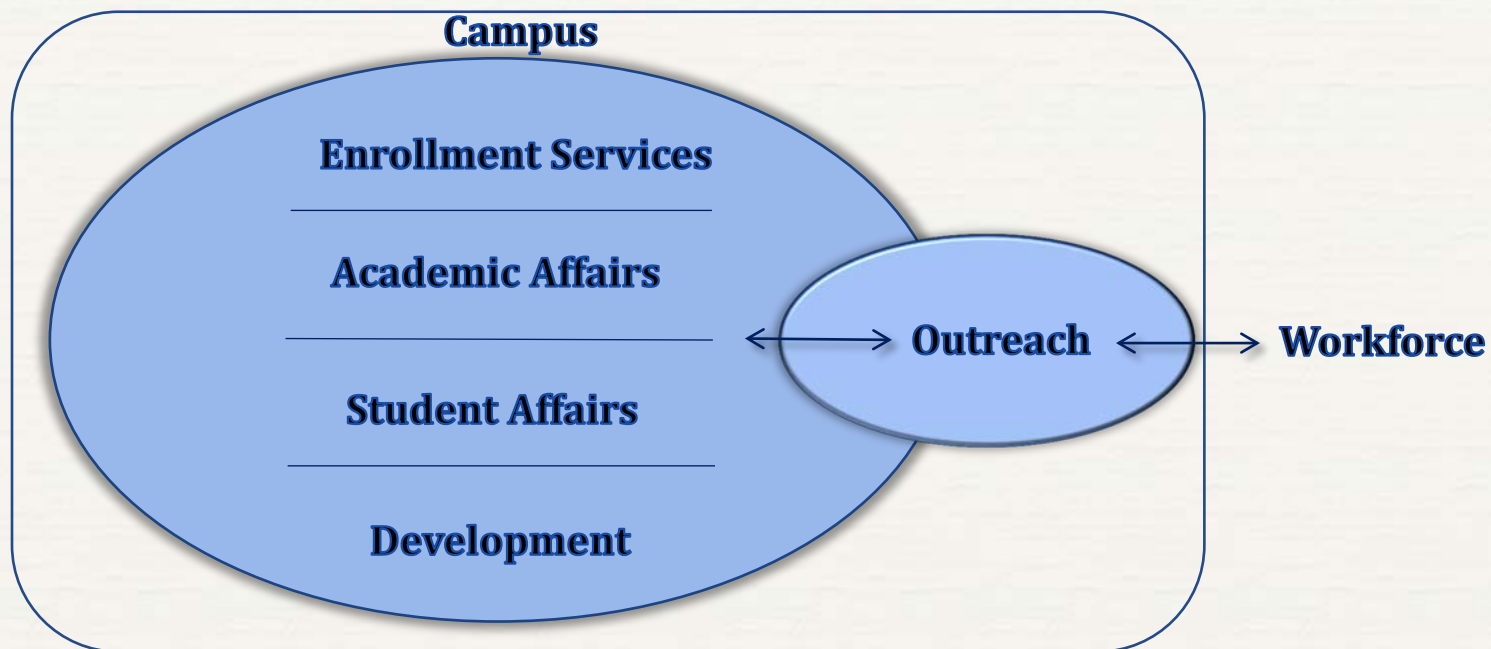 Campus
Enrollment Services
Academic Affairs
Student Affairs
Development
Outreach
Workforce